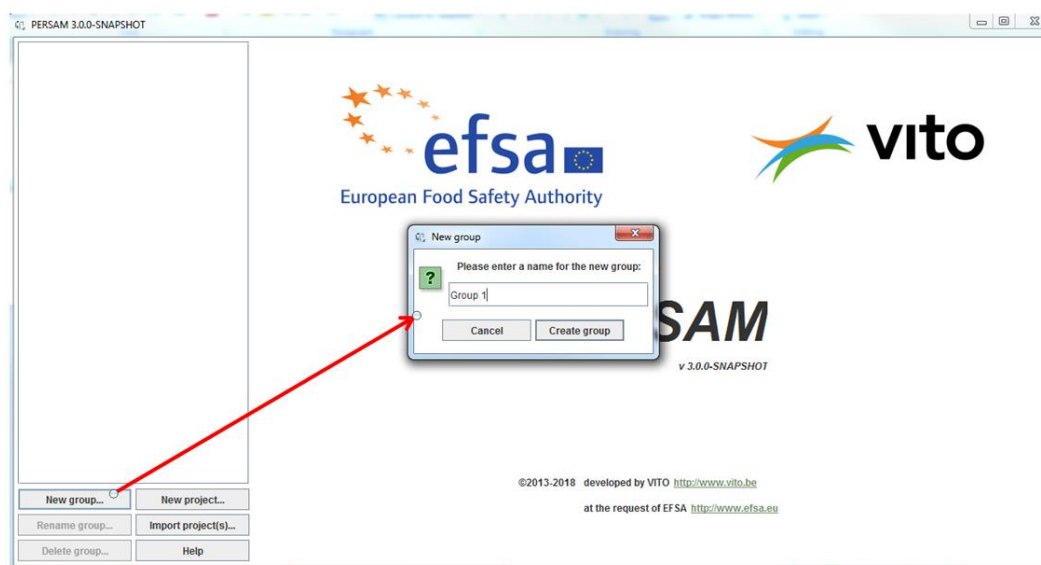 PERSAM 3.0.0-SNAPSHOT
efsa
European Food Safety Authority
vito
New group
Please enter a name for the new group:
Group 1
Cancel Create group
SAM
v 3.0.0-SNAPSHOT
©2013-2018 developed by VITO http://www.vito.be
at the request of EFSA http://www.efsa.eu
New group... New project...
Rename group... Import project(s)...
Delete group... Help